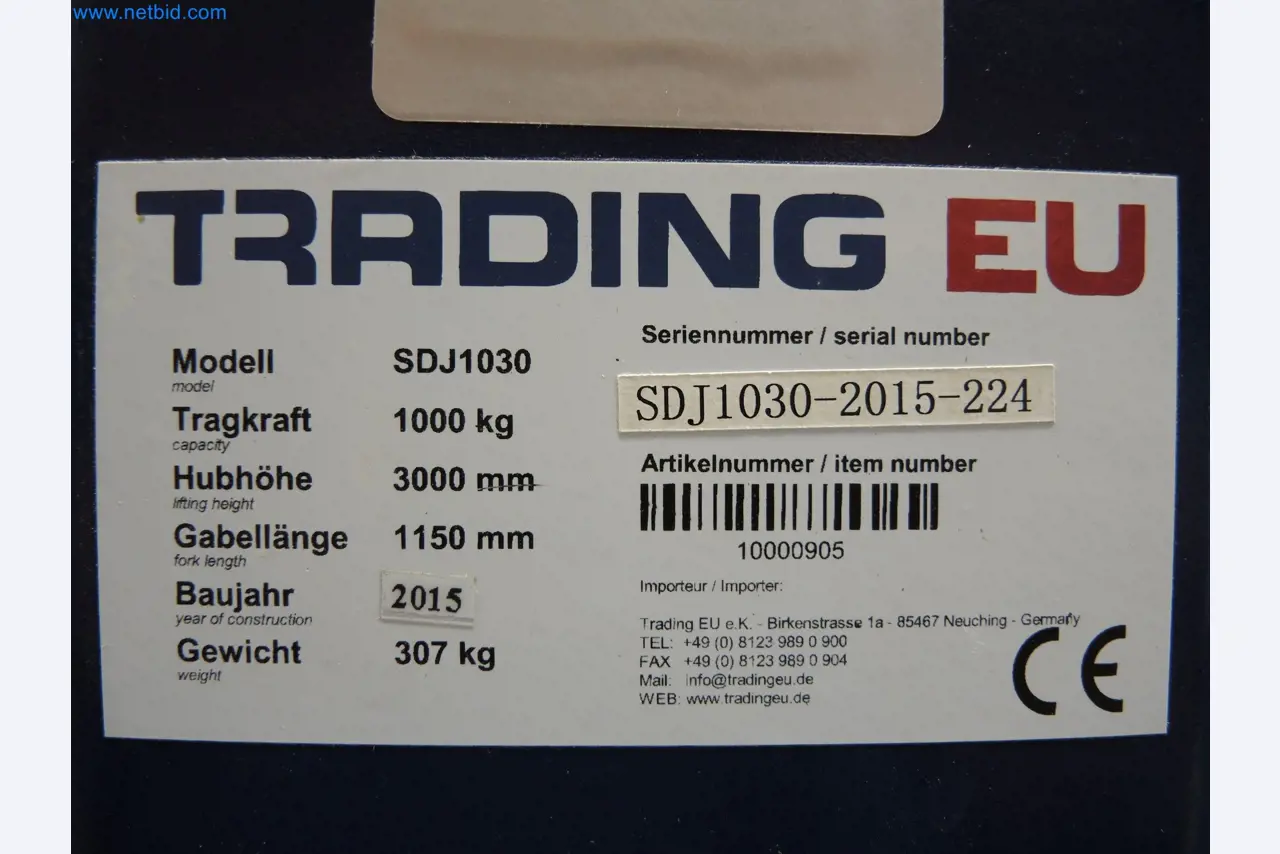 www.netbid.com
TRADING EU
Modell SDJ1030
model
Tragkraft 1000 kg
capacity
Hubhöhe 3000 mm
lifting height
Gabellänge 1150 mm
fork length
Baujahr 2015
year of construction
Gewicht 307 kg
weight
Seriennummer / serial number
SDJ1030-2015-224
Artikelnummer / item number
10000905
Importeur / Importer:
Trading EU e.K. - Birkenstrasse 1a - 85467 Neuching - Germany
TEL: +49 (0) 8123 989 0 900
FAX +49 (0) 8123 989 0 904
Mail: info@tradingeu.de
WEB: www.tradingeu.de
CE